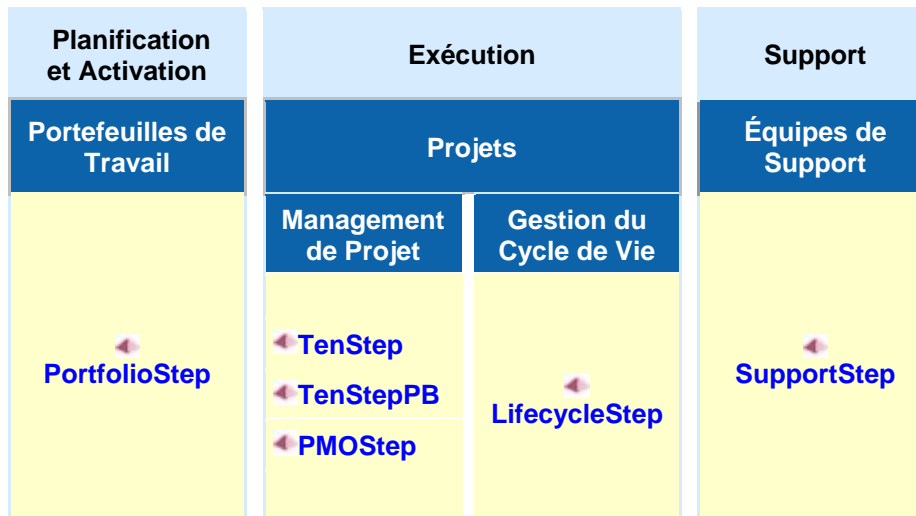 Planification
et Activation
Exécution
Support
Portefeuilles de
Travail
Projets
Équipes de
Support
Management
de Projet
Gestion du
Cycle de Vie
PortfolioStep
TenStep
TenStepPB
PMOStep
LifecycleStep
SupportStep